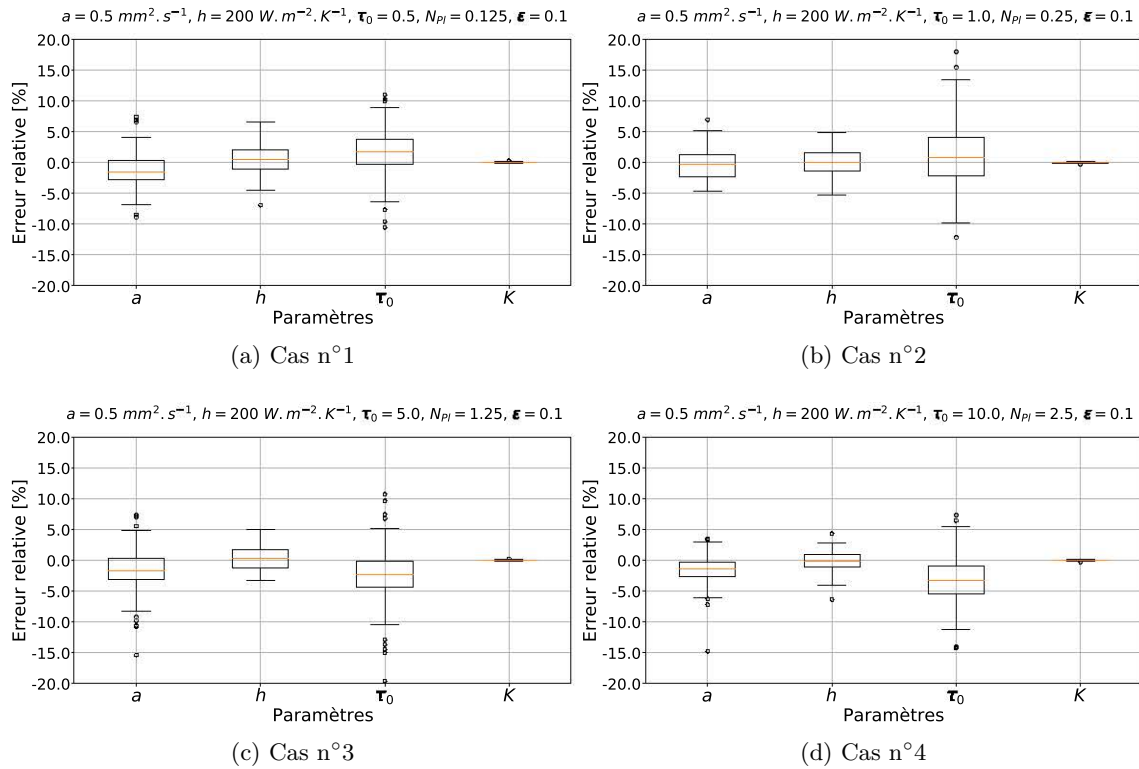 a = 0.5 mm².s⁻¹, h = 200 W.m⁻².K⁻¹, τ₀ = 0.5, N_Pl = 0.125, ε = 0.1
20.0
15.0
10.0
5.0
0.0
-5.0
-10.0
-15.0
-20.0
Erreur relative [%]
a h τ₀ K
Paramètres
(a) Cas n°1
a = 0.5 mm².s⁻¹, h = 200 W.m⁻².K⁻¹, τ₀ = 1.0, N_Pl = 0.25, ε = 0.1
20.0
15.0
10.0
5.0
0.0
-5.0
-10.0
-15.0
-20.0
Erreur relative [%]
a h τ₀ K
Paramètres
(b) Cas n°2
a = 0.5 mm².s⁻¹, h = 200 W.m⁻².K⁻¹, τ₀ = 5.0, N_Pl = 1.25, ε = 0.1
20.0
15.0
10.0
5.0
0.0
-5.0
-10.0
-15.0
-20.0
Erreur relative [%]
a h τ₀ K
Paramètres
(c) Cas n°3
a = 0.5 mm².s⁻¹, h = 200 W.m⁻².K⁻¹, τ₀ = 10.0, N_Pl = 2.5, ε = 0.1
20.0
15.0
10.0
5.0
0.0
-5.0
-10.0
-15.0
-20.0
Erreur relative [%]
a h τ₀ K
Paramètres
(d) Cas n°4